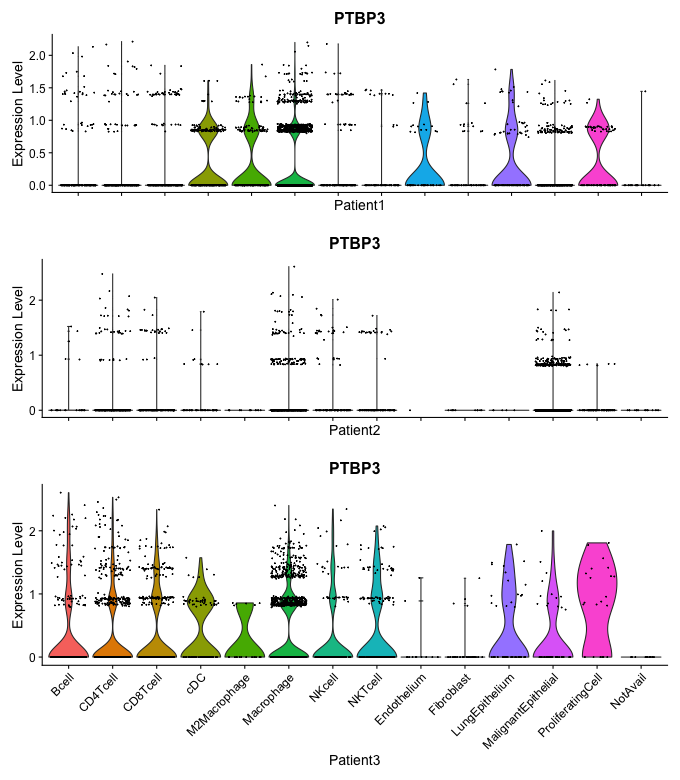 PTBP3
Expression Level
2.0
1.5
1.0
0.5
0.0
Patient1
PTBP3
Expression Level
2
1
0
Patient2
PTBP3
Expression Level
2
1
0
Bcell
CD4Tcell
CD8Tcell
cDC
M2Macrophage
Macrophage
NKcell
NKTcell
Endothelium
Fibroblast
LungEpithelium
MalignantEpithelial
ProliferatingCell
NotAvail
Patient3